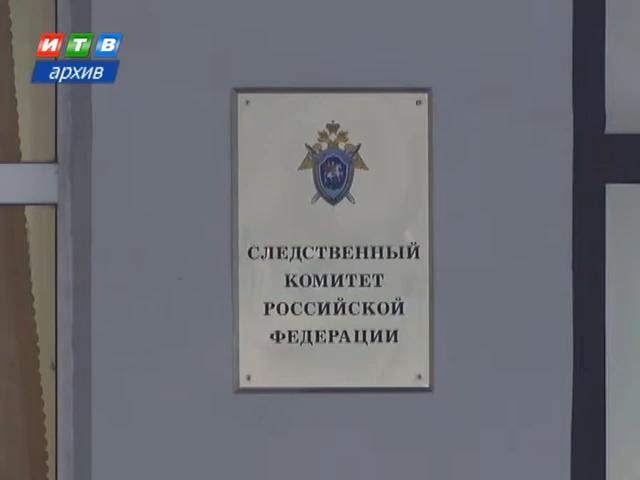 ИТВ
архив
СЛЕДСТВЕННЫЙ
КОМИТЕТ
РОССИЙСКОЙ
ФЕДЕРАЦИИ